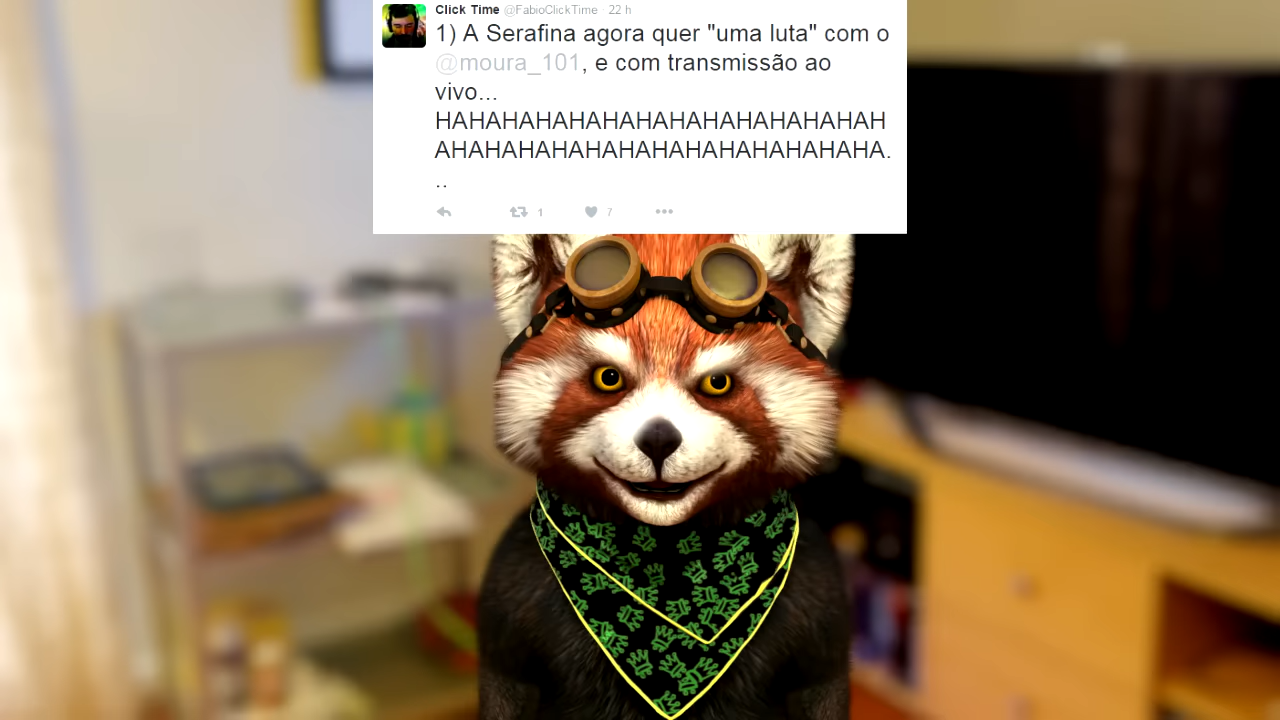 Click Time @FabioClickTime · 22 h
1) A Serafina agora quer "uma luta" com o
@moura_101, e com transmissão ao
vivo...
HAHAHAHAHAHAHAHAHAHAHAHAHAH
AHAHAHAHAHAHAHAHAHAHAHAHAHA.
..
1 7